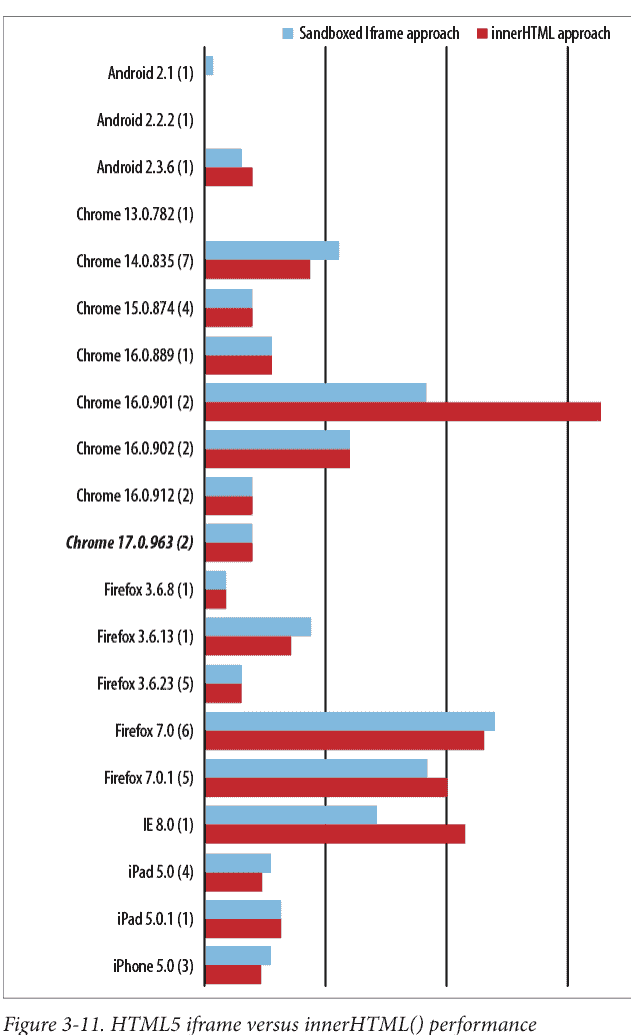 Sandboxed Iframe approach innerHTML approach
Android 2.1 (1)
Android 2.2.2 (1)
Android 2.3.6 (1)
Chrome 13.0.782 (1)
Chrome 14.0.835 (7)
Chrome 15.0.874 (4)
Chrome 16.0.889 (1)
Chrome 16.0.901 (2)
Chrome 16.0.902 (2)
Chrome 16.0.912 (2)
Chrome 17.0.963 (2)
Firefox 3.6.8 (1)
Firefox 3.6.13 (1)
Firefox 3.6.23 (5)
Firefox 7.0 (6)
Firefox 7.0.1 (5)
IE 8.0 (1)
iPad 5.0 (4)
iPad 5.0.1 (1)
iPhone 5.0 (3)
Figure 3-11. HTML5 iframe versus innerHTML() performance